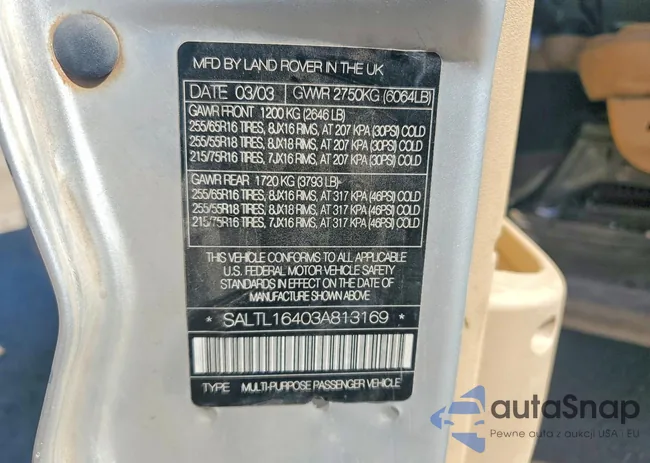 MFD BY LAND ROVER IN THE UK
DATE 03/03 GVWR 2750KG (6064LB)
GAWR FRONT 1200 KG (2646 LB)
255/65R16 TIRES, 8JX16 RIMS, AT 207 KPA (30PSI) COLD
255/55R18 TIRES, 8JX18 RIMS, AT 207 KPA (30PSI) COLD
215/75R16 TIRES, 7JX16 RIMS, AT 207 KPA (30PSI) COLD
GAWR REAR 1720 KG (3793 LB)
255/65R16 TIRES, 8JX16 RIMS, AT 317 KPA (46PSI) COLD
255/55R18 TIRES, 8JX18 RIMS, AT 317 KPA (46PSI) COLD
215/75R16 TIRES, 7JX16 RIMS, AT 317 KPA (46PSI) COLD
THIS VEHICLE CONFORMS TO ALL APPLICABLE
U.S. FEDERAL MOTOR VEHICLE SAFETY
STANDARDS IN EFFECT ON THE DATE OF
MANUFACTURE SHOWN ABOVE
* SALTL16403A813169 *
TYPE MULTI-PURPOSE PASSENGER VEHICLE
autaSnap
Pewne auta z aukcji USA i EU